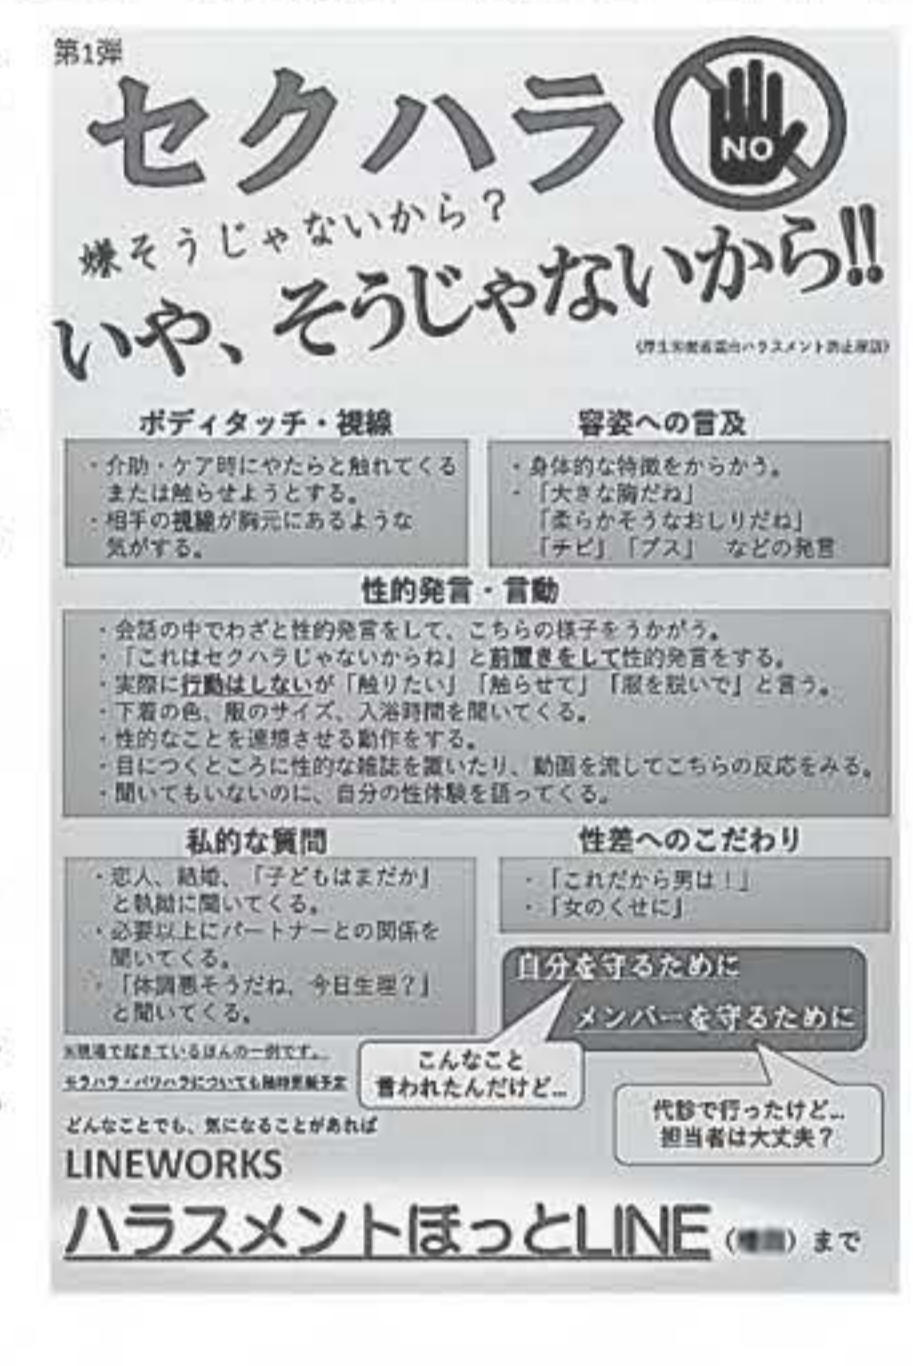 第1弾
セクハラ
NO
嫌そうじゃないから？
いや、そうじゃないから!!
ボディタッチ・視線
・介助・ケア時にやたらと触れてくる
または触らせようとする。
・相手の視線が胸元にあるような
気がする。
容姿への言及
・身体的な特徴をからかう。
・「大きな胸だね」
「柔らかそうなおしりだね」
「チビ」「ブス」　などの発言
性的発言・言動
・会話の中でわざと性的発言をして、こちらの様子をうかがう。
・「これはセクハラじゃないからね」と前置きをして性的発言をする。
・実際に行動はしないが「触りたい」「触らせて」「服を脱いで」と言う。
・下着の色、服のサイズ、入浴時間を聞いてくる。
・性的なことを連想させる動作をする。
・目につくところに性的な雑誌を置いたり、動画を流してこちらの反応をみる。
・聞いてもいないのに、自分の性体験を語ってくる。
私的な質問
・恋人、結婚、「子どもはまだか」
と執拗に聞いてくる。
・必要以上にパートナーとの関係を
聞いてくる。
・「体調悪そうだね、今日生理？」
と聞いてくる。
性差へのこだわり
・「これだから男は！」
・「女のくせに」
自分を守るために
メンバーを守るために
こんなこと
言われたんだけど…
代診で行ったけど…
担当者は大丈夫？
※現場で起きているほんの一例です。
モラハラ・パワハラについても随時更新予定
どんなことでも、気になることがあれば
LINEWORKS
ハラスメントほっとLINE（　）まで